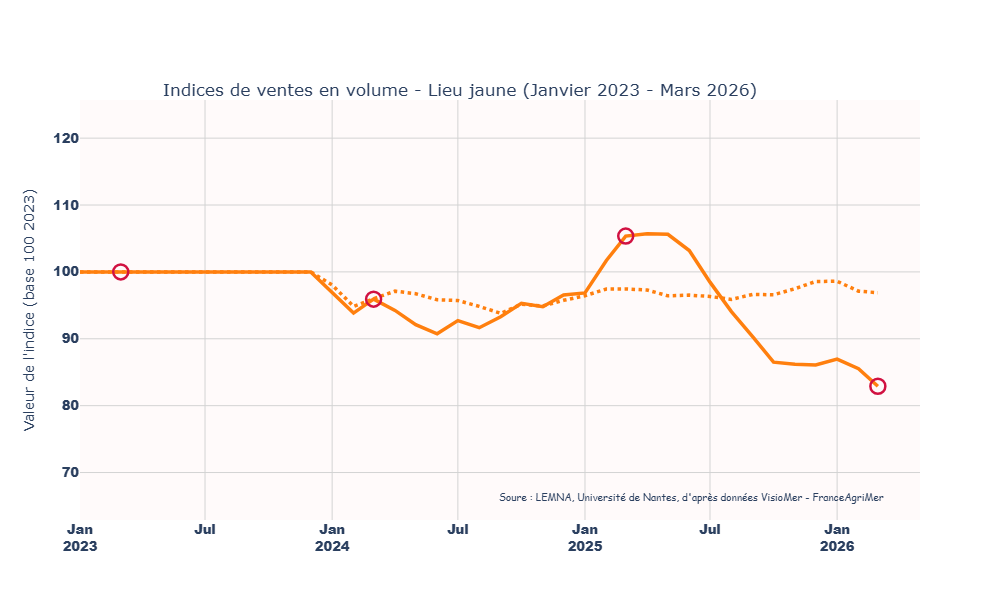 Indices de ventes en volume - Lieu jaune (Janvier 2023 - Mars 2026)
Valeur de l'indice (base 100 2023)
120
110
100
90
80
70
Soure : LEMNA, Université de Nantes, d'après données VisioMer - FranceAgriMer
Jan Jul Jan Jul Jan Jul Jan
2023 2024 2025 2026